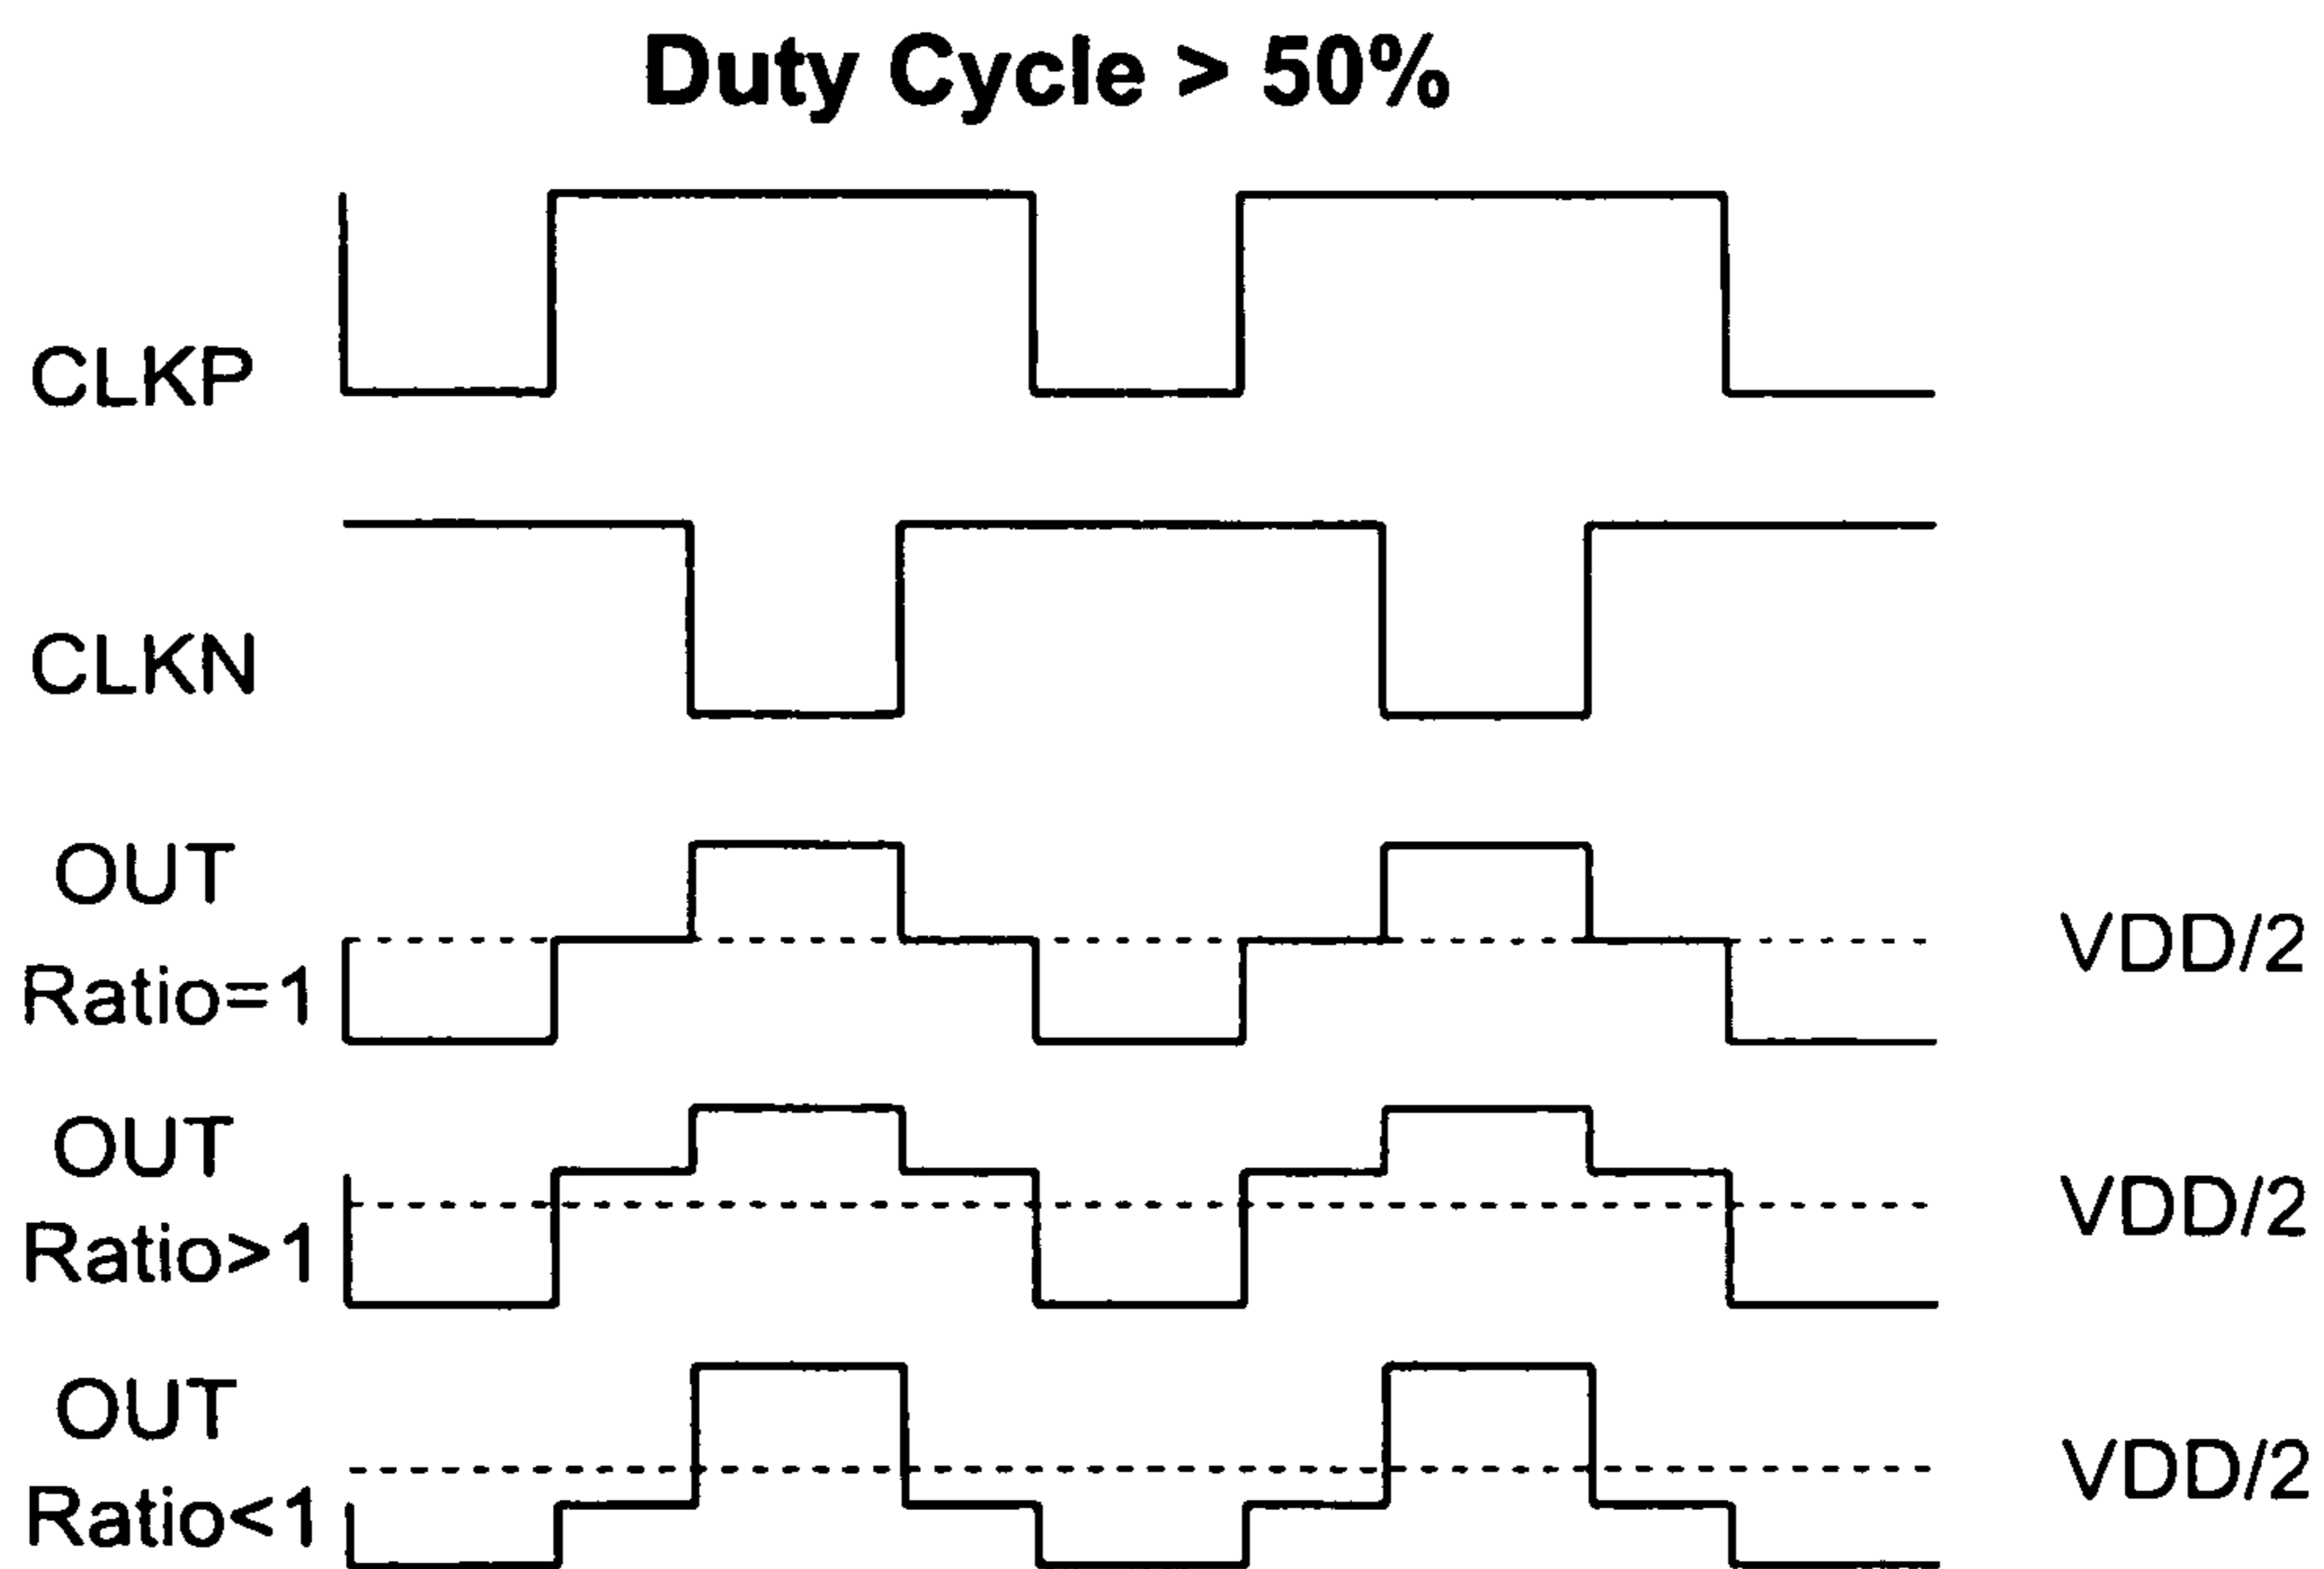 Duty Cycle > 50%
CLKP
CLKN
OUT
Ratio=1
VDD/2
OUT
Ratio>1
VDD/2
OUT
Ratio<1
VDD/2